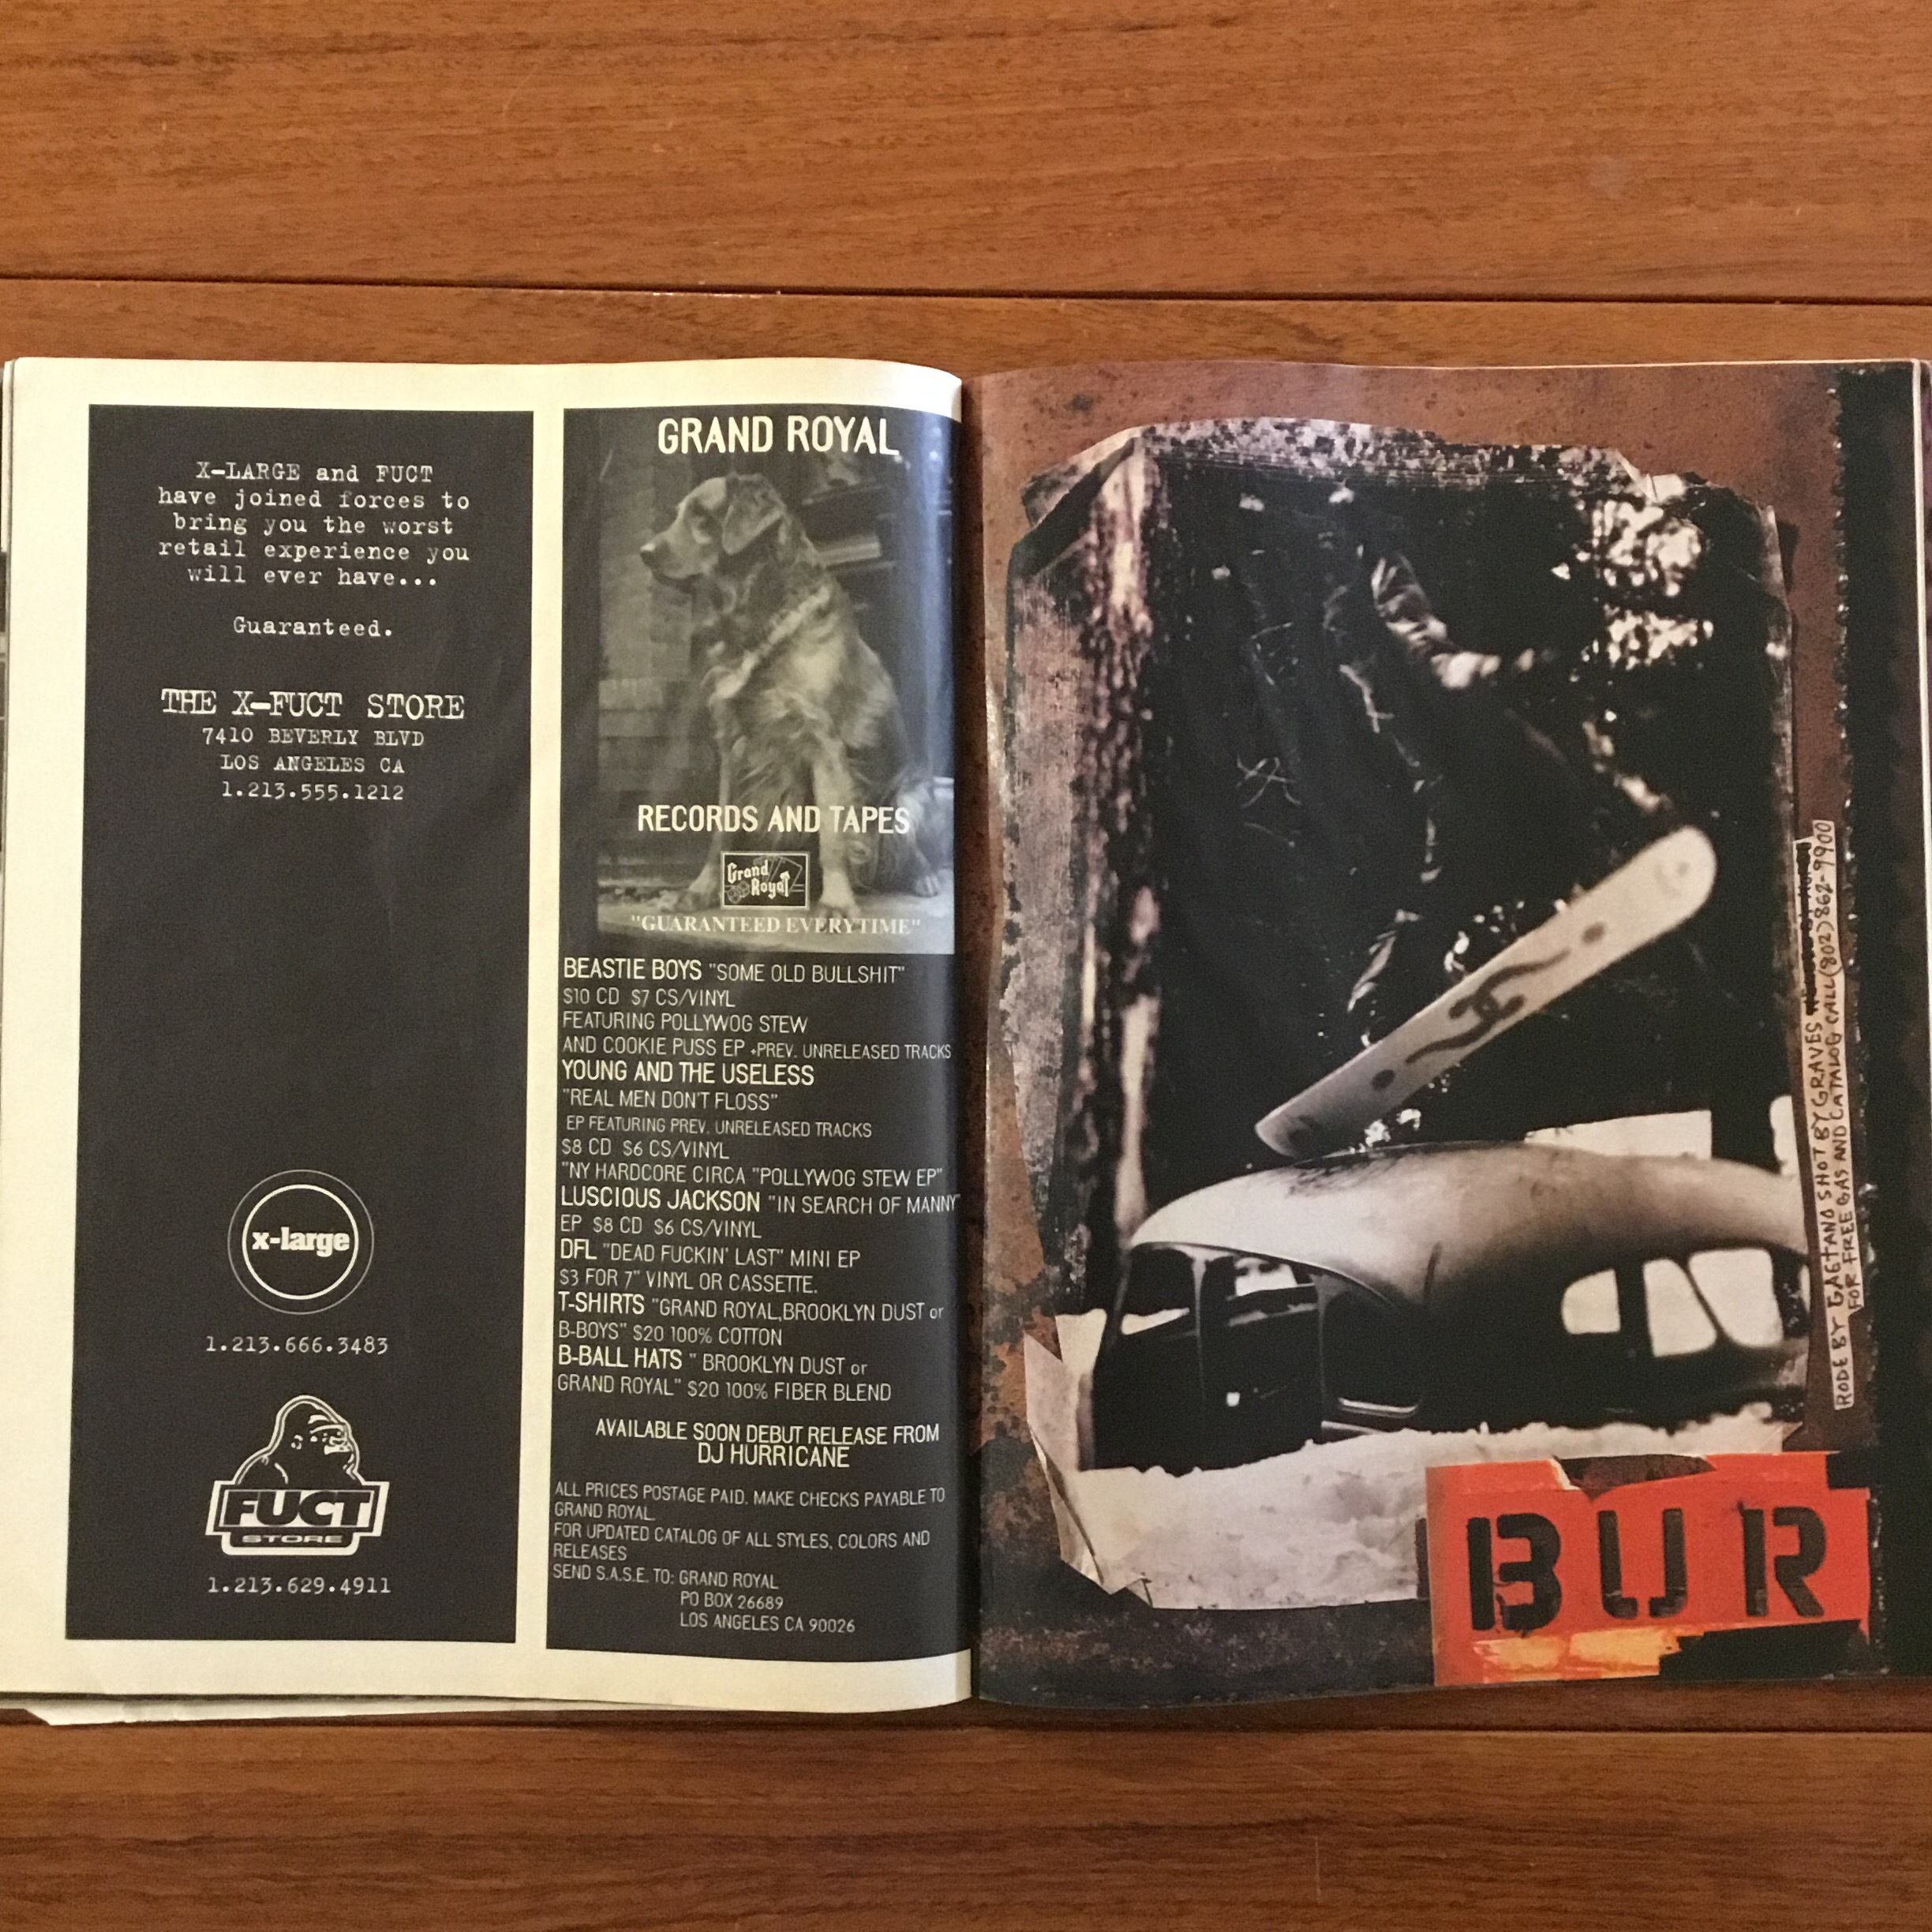 X-LARGE and FUCT
have joined forces to
bring you the worst
retail experience you
will ever have...
Guaranteed.
THE X-FUCT STORE
7410 BEVERLY BLVD
LOS ANGELES CA
1.213.555.1212
x-large
1.213.666.3483
FUCT
STORE
1.213.629.4911
GRAND ROYAL
RECORDS AND TAPES
Grand
Royal
"GUARANTEED EVERYTIME"
BEASTIE BOYS "SOME OLD BULLSHIT"
$10 CD $7 CS/VINYL
FEATURING POLLYWOG STEW
AND COOKIE PUSS EP +PREV. UNRELEASED TRACKS
YOUNG AND THE USELESS
"REAL MEN DON'T FLOSS"
EP FEATURING PREV. UNRELEASED TRACKS
$8 CD $6 CS/VINYL
"NY HARDCORE CIRCA "POLLYWOG STEW EP"
LUSCIOUS JACKSON "IN SEARCH OF MANNY"
EP $8 CD $6 CS/VINYL
DFL "DEAD FUCKIN' LAST" MINI EP
$3 FOR 7" VINYL OR CASSETTE.
T-SHIRTS "GRAND ROYAL,BROOKLYN DUST or
B-BOYS" $20 100% COTTON
B-BALL HATS " BROOKLYN DUST or
GRAND ROYAL" $20 100% FIBER BLEND
AVAILABLE SOON DEBUT RELEASE FROM
DJ HURRICANE
ALL PRICES POSTAGE PAID. MAKE CHECKS PAYABLE TO
GRAND ROYAL.
FOR UPDATED CATALOG OF ALL STYLES, COLORS AND
RELEASES
SEND S.A.S.E. TO: GRAND ROYAL
PO BOX 26689
LOS ANGELES CA 90026
RODE BY GAETANO SHOT BY GRAVES
FOR FREE GAS AND CATALOG CALL (802) 862-9900
BUR